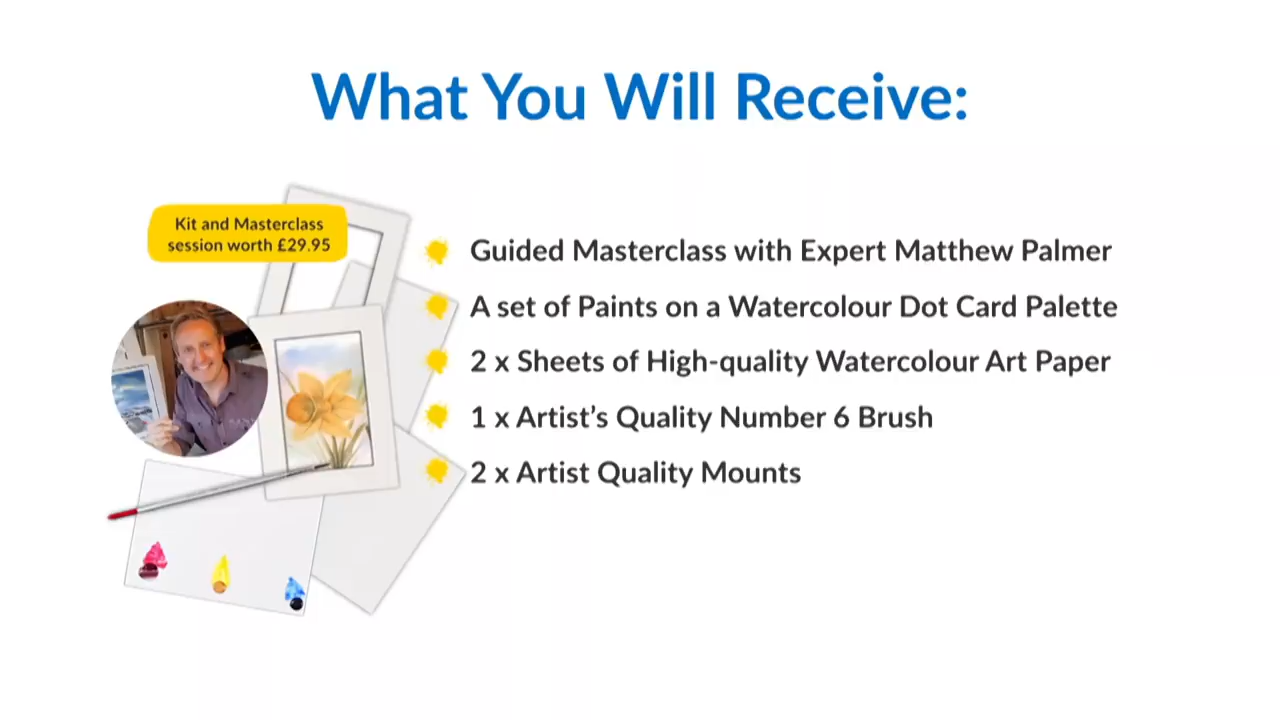 What You Will Receive:
Kit and Masterclass
session worth £29.95
Guided Masterclass with Expert Matthew Palmer
A set of Paints on a Watercolour Dot Card Palette
2 x Sheets of High-quality Watercolour Art Paper
1 x Artist’s Quality Number 6 Brush
2 x Artist Quality Mounts